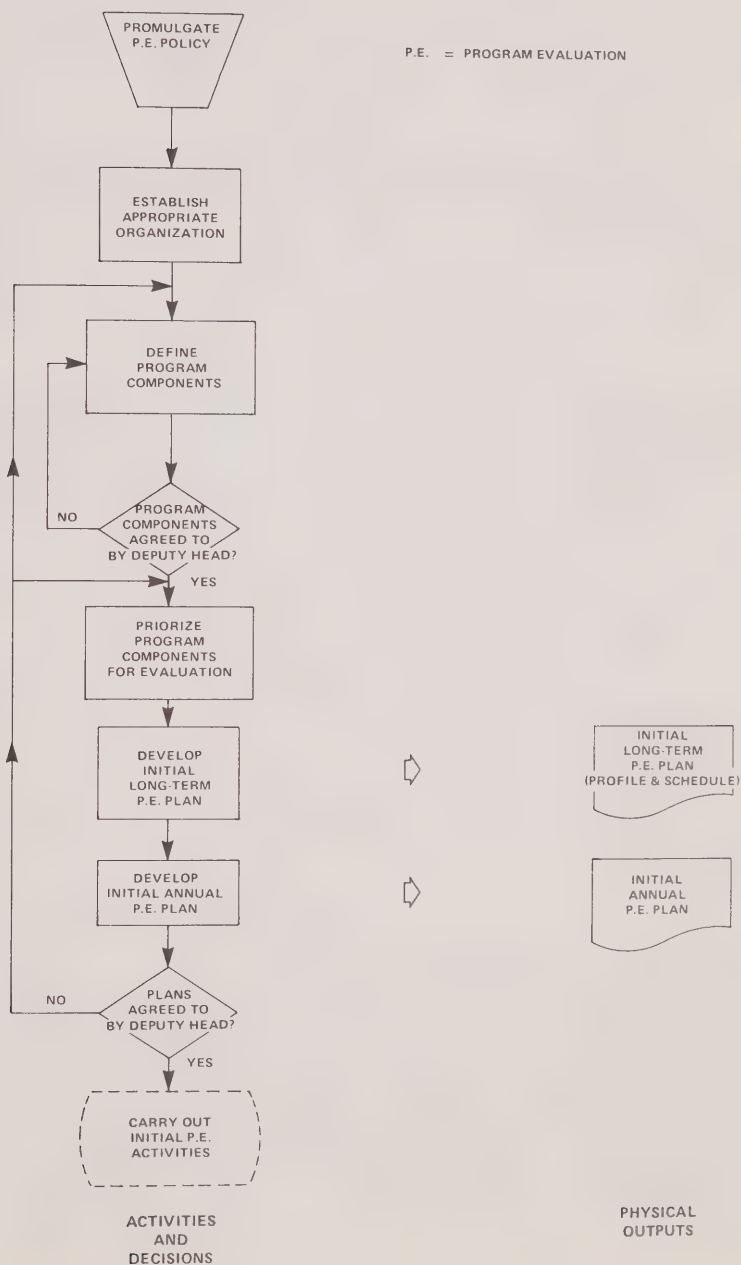 PROMULGATE
P.E. POLICY
P.E. = PROGRAM EVALUATION
ESTABLISH
APPROPRIATE
ORGANIZATION
DEFINE
PROGRAM
COMPONENTS
PROGRAM
COMPONENTS
AGREED TO
BY DEPUTY HEAD?
NO
YES
PRIORIZE
PROGRAM
COMPONENTS
FOR EVALUATION
DEVELOP
INITIAL
LONG-TERM
P.E. PLAN
INITIAL
LONG-TERM
P.E. PLAN
(PROFILE & SCHEDULE)
DEVELOP
INITIAL ANNUAL
P.E. PLAN
INITIAL
ANNUAL
P.E. PLAN
PLANS
AGREED TO
BY DEPUTY HEAD?
NO
YES
CARRY OUT
INITIAL P.E.
ACTIVITIES
ACTIVITIES
AND
DECISIONS
PHYSICAL
OUTPUTS